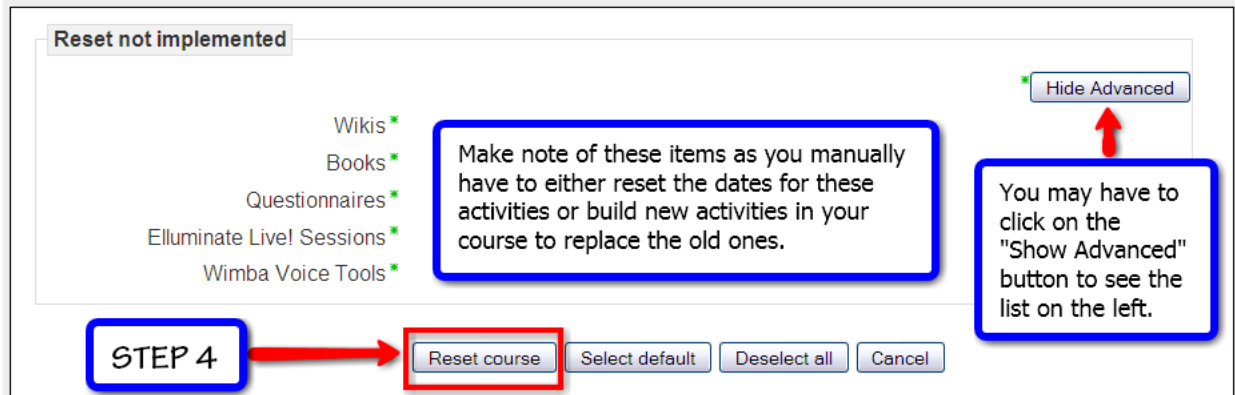 Reset not implemented
* Hide Advanced
Wikis *
Books *
Questionnaires *
Elluminate Live! Sessions *
Wimba Voice Tools *
Make note of these items as you manually
have to either reset the dates for these
activities or build new activities in your
course to replace the old ones.
You may have to
click on the
"Show Advanced"
button to see the
list on the left.
STEP 4
Reset course Select default Deselect all Cancel